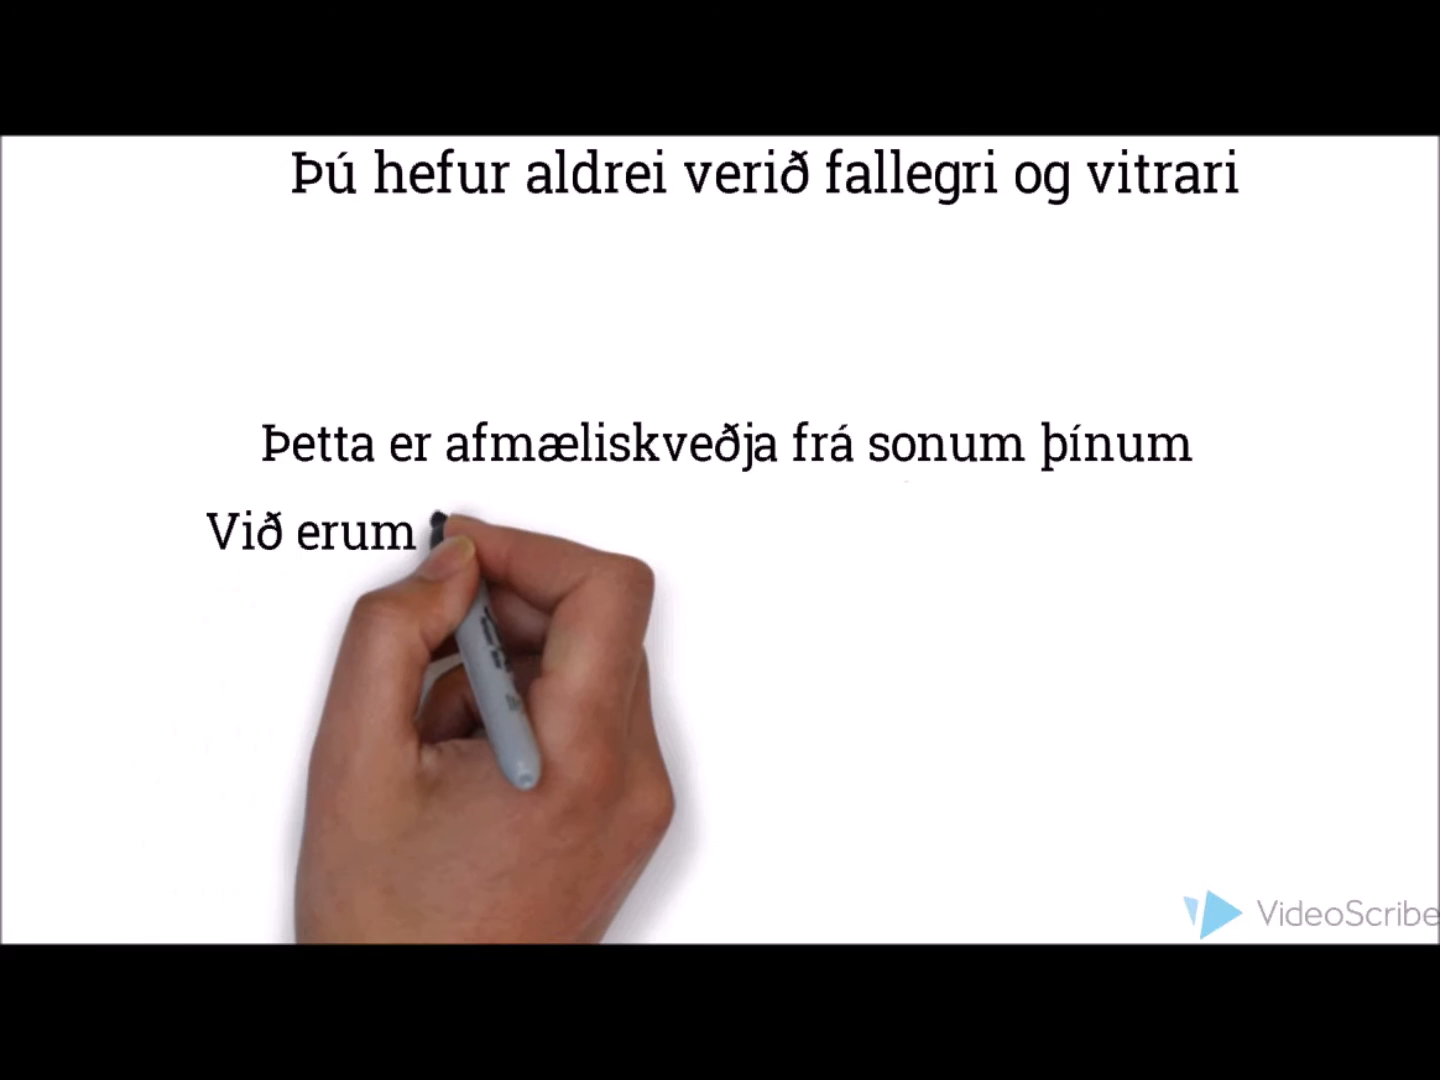 Þú hefur aldrei verið fallegri og vitrari
Þetta er afmæliskveðja frá sonum þínum
Við erum
VideoScribe